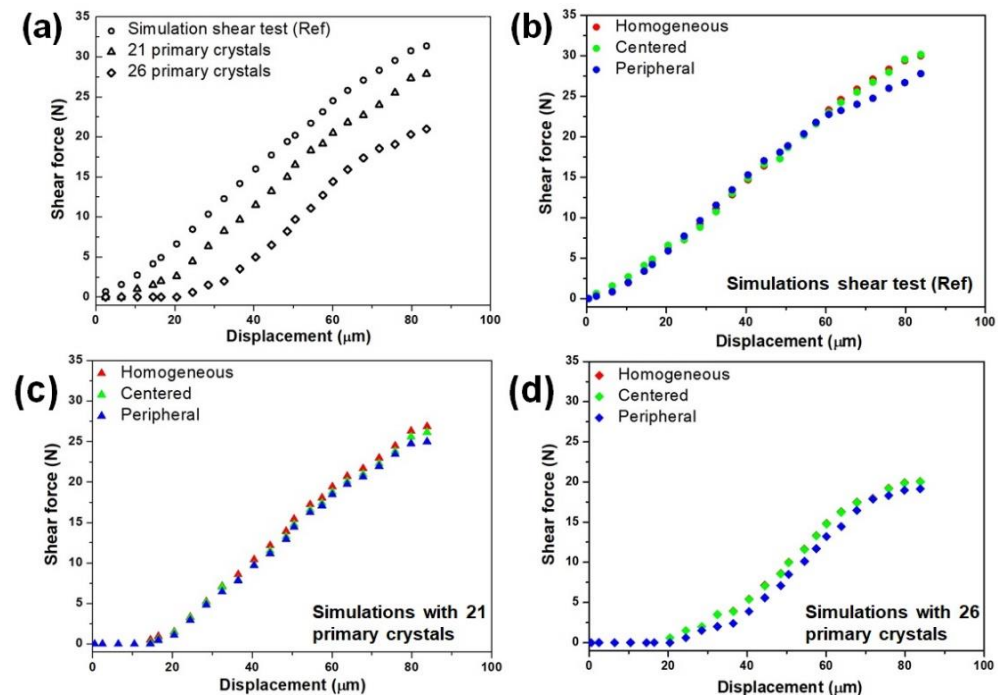 (a)
Simulation shear test (Ref)
21 primary crystals
26 primary crystals
Shear force (N)
35
30
25
20
15
10
5
0
0 20 40 60 80 100
Displacement (μm)
(b)
Homogeneous
Centered
Peripheral
Simulations shear test (Ref)
Shear force (N)
35
30
25
20
15
10
5
0
0 20 40 60 80 100
Displacement (μm)
(c)
Homogeneous
Centered
Peripheral
Simulations with 21
primary crystals
Shear force (N)
35
30
25
20
15
10
5
0
0 20 40 60 80 100
Displacement (μm)
(d)
Homogeneous
Centered
Peripheral
Simulations with 26
primary crystals
Shear force (N)
35
30
25
20
15
10
5
0
0 20 40 60 80 100
Displacement (μm)